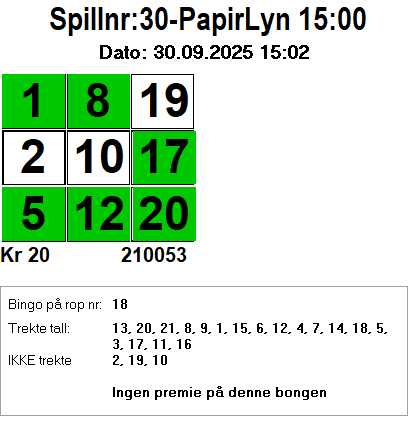 Spillnr:30-PapirLyn 15:00
Dato: 30.09.2025 15:02
1 8 19
2 10 17
5 12 20
Kr 20 210053
Bingo på rop nr: 18
Trekte tall: 13, 20, 21, 8, 9, 1, 15, 6, 12, 4, 7, 14, 18, 5,
3, 17, 11, 16
IKKE trekte 2, 19, 10
Ingen premie på denne bongen